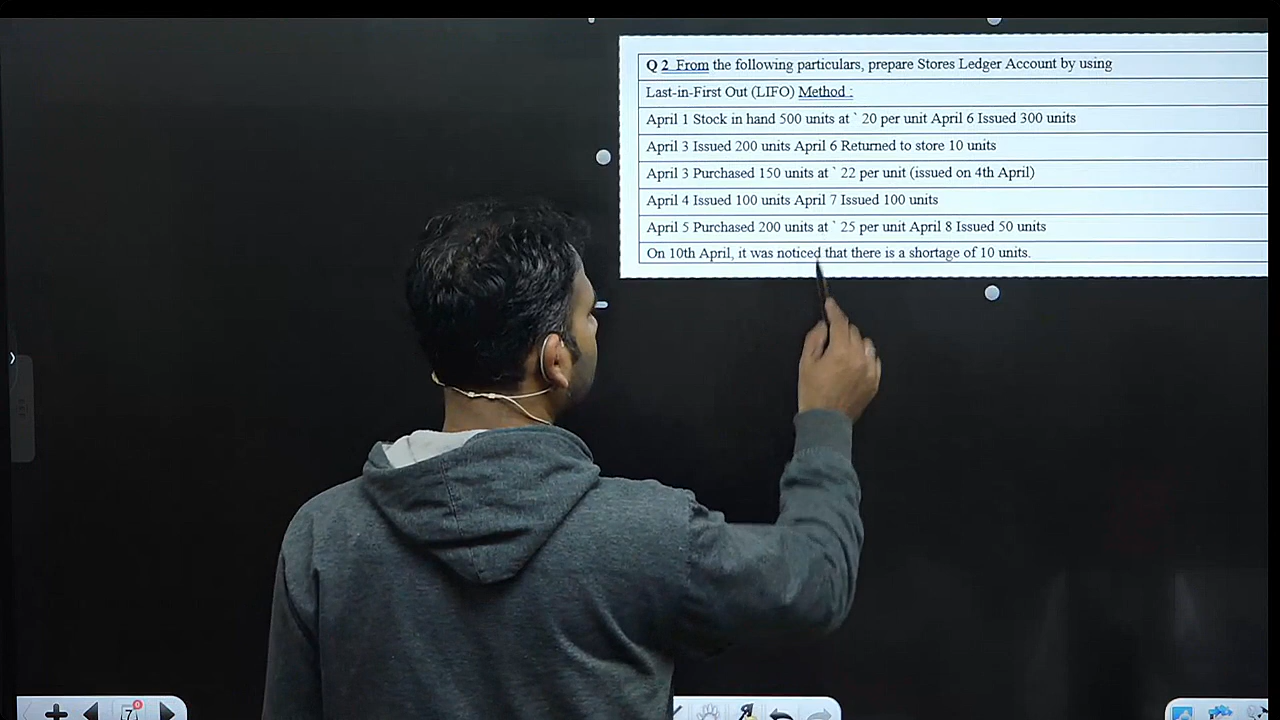 Q 2 From the following particulars, prepare Stores Ledger Account by using
Last-in-First Out (LIFO) Method :
April 1 Stock in hand 500 units at ` 20 per unit April 6 Issued 300 units
April 3 Issued 200 units April 6 Returned to store 10 units
April 3 Purchased 150 units at ` 22 per unit (issued on 4th April)
April 4 Issued 100 units April 7 Issued 100 units
April 5 Purchased 200 units at ` 25 per unit April 8 Issued 50 units
On 10th April, it was noticed that there is a shortage of 10 units.
7